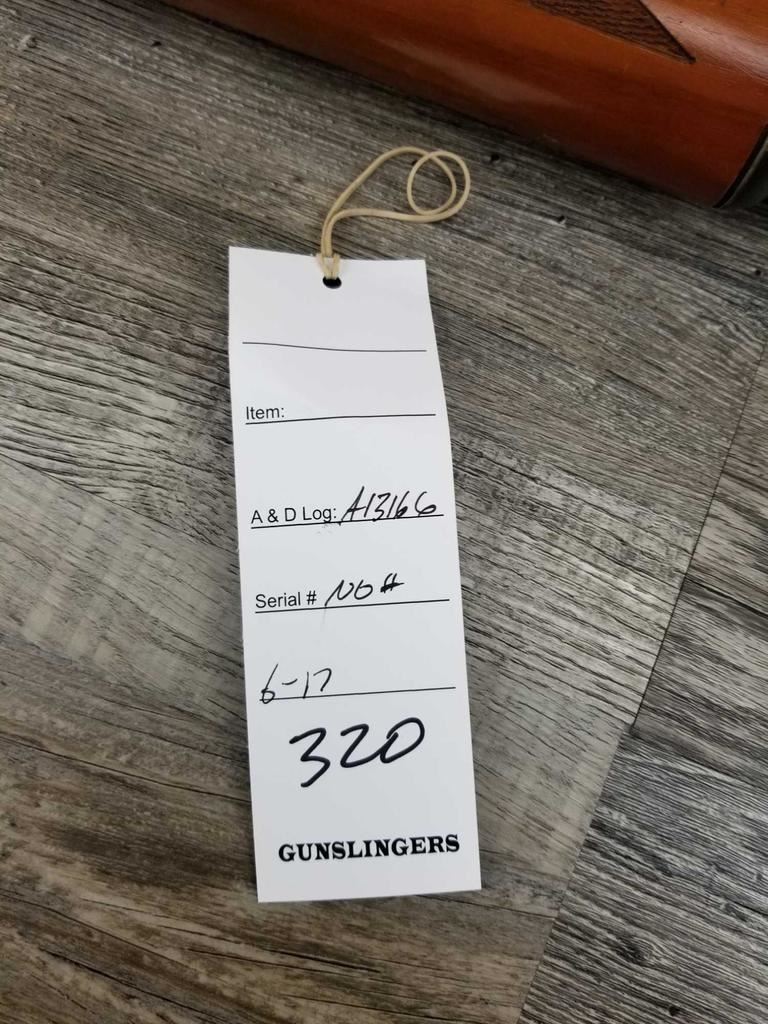 Item:
A & D Log: A13166
Serial # NO #
6-17
320
GUNSLINGERS